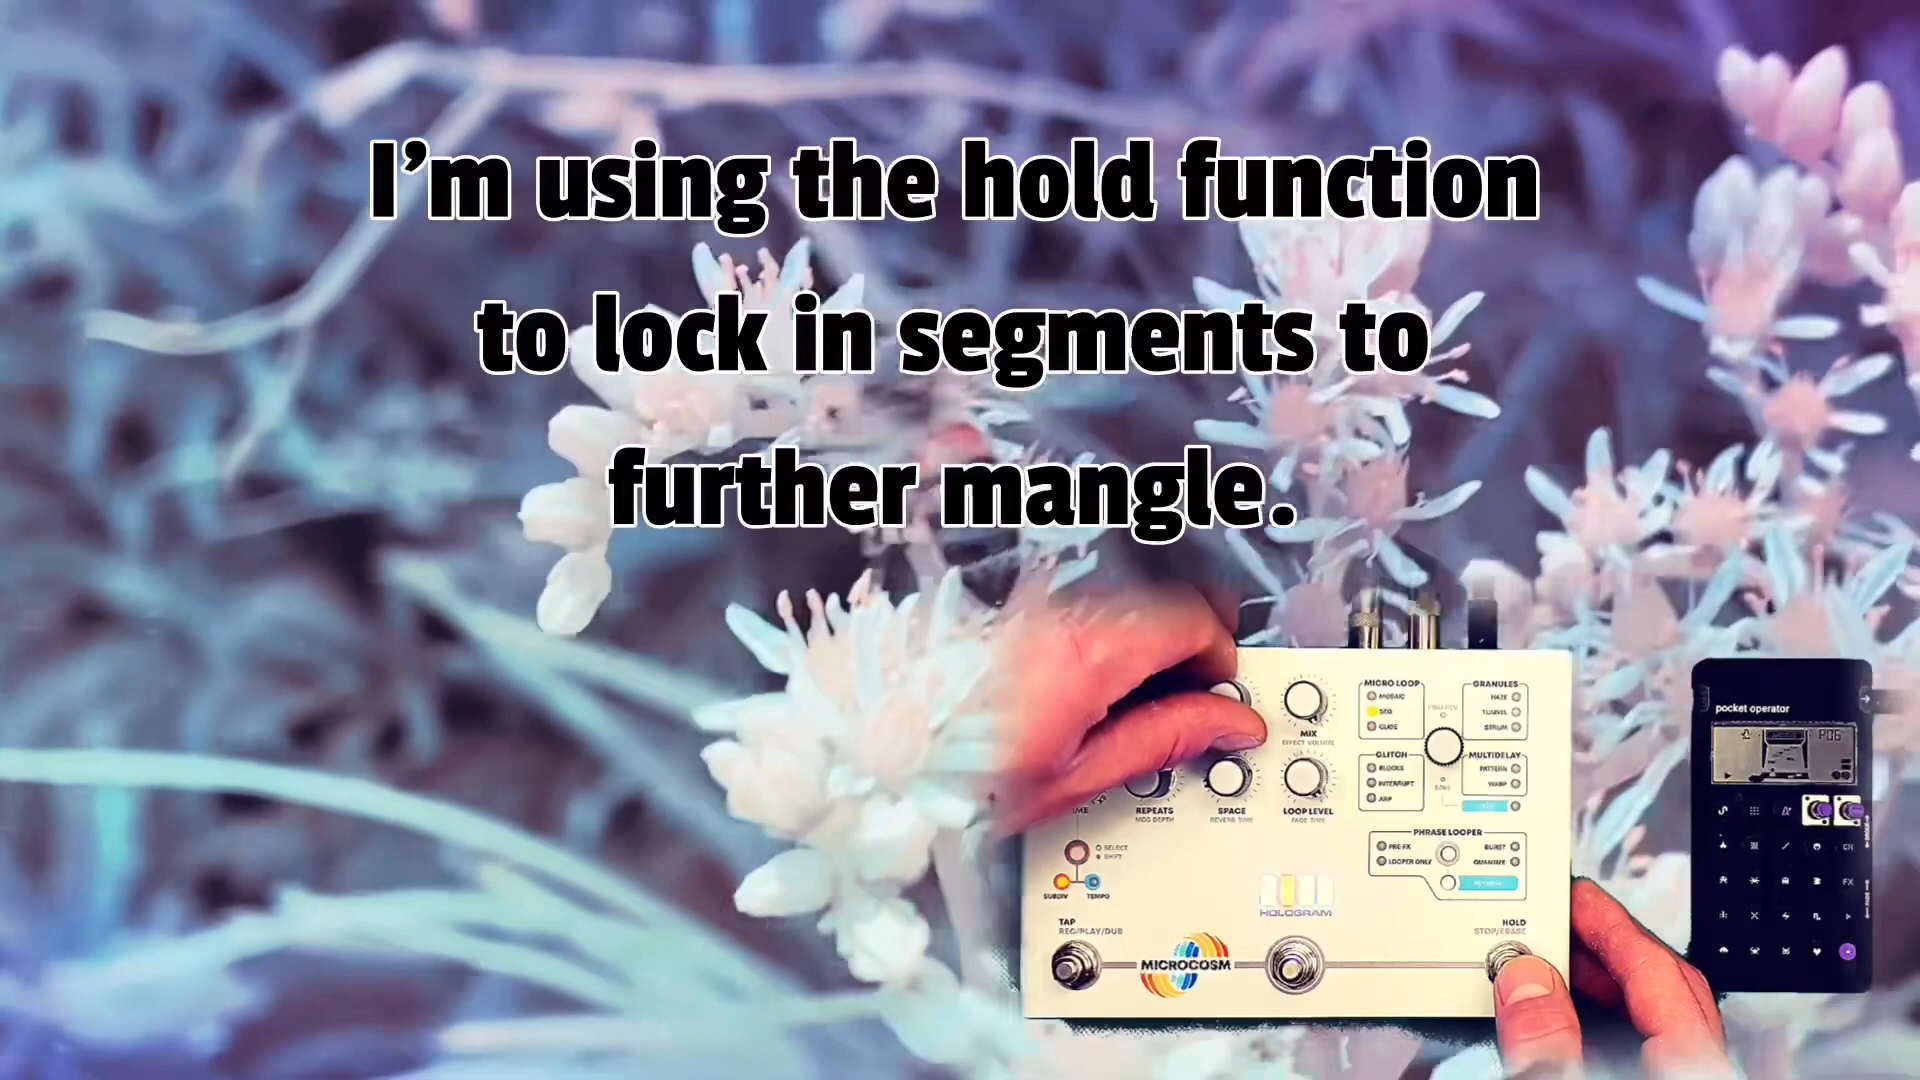 I'm using the hold function
to lock in segments to
further mangle.
MICRO LOOP
MOSAIC
SEQ
GLIDE
GRANULES
HAZE
TUNNEL
STRUM
MIX
EFFECT VOLUME
GLITCH
BLOCKS
INTERRUPT
ARP
MULTIDELAY
PATTERN
WARP
SAVE
REPEATS
MOD DEPTH
SPACE
REVERB TIME
LOOP LEVEL
FADE TIME
SELECT
SHIFT
SUBDIV
TEMPO
PHRASE LOOPER
PRE-FX
LOOPER ONLY
BURST
QUANTIZE
HOLOGRAM
TAP
REC/PLAY/DUB
MICROCOSM
HOLD
STOP/ERASE
pocket operator
CH
FX